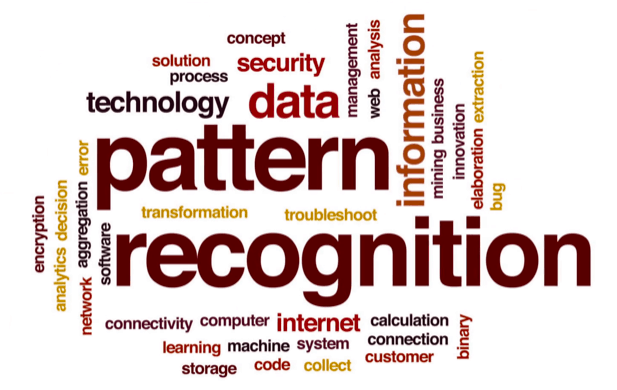 concept
solution
process
security
technology
data
management
web
analysis
information
mining
business
innovation
elaboration
extraction
bug
pattern
error
transformation
troubleshoot
encryption
analytics
decision
network
aggregation
software
recognition
connectivity
computer
internet
calculation
binary
learning
machine
system
connection
customer
storage
code
collect